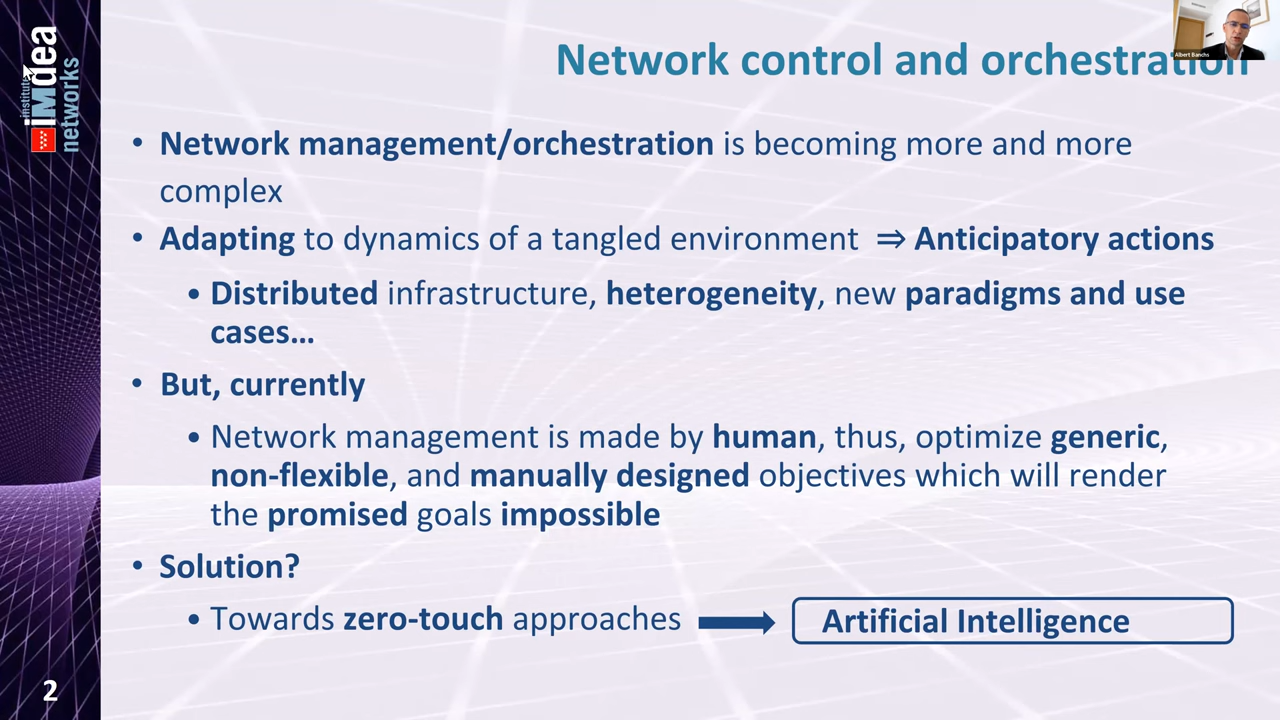 institute
iMdea
networks
Albert Banchs
Network control and orchestration
• Network management/orchestration is becoming more and more
complex
• Adapting to dynamics of a tangled environment ⇒ Anticipatory actions
• Distributed infrastructure, heterogeneity, new paradigms and use
cases…
• But, currently
• Network management is made by human, thus, optimize generic,
non-flexible, and manually designed objectives which will render
the promised goals impossible
• Solution?
• Towards zero-touch approaches
Artificial Intelligence
2